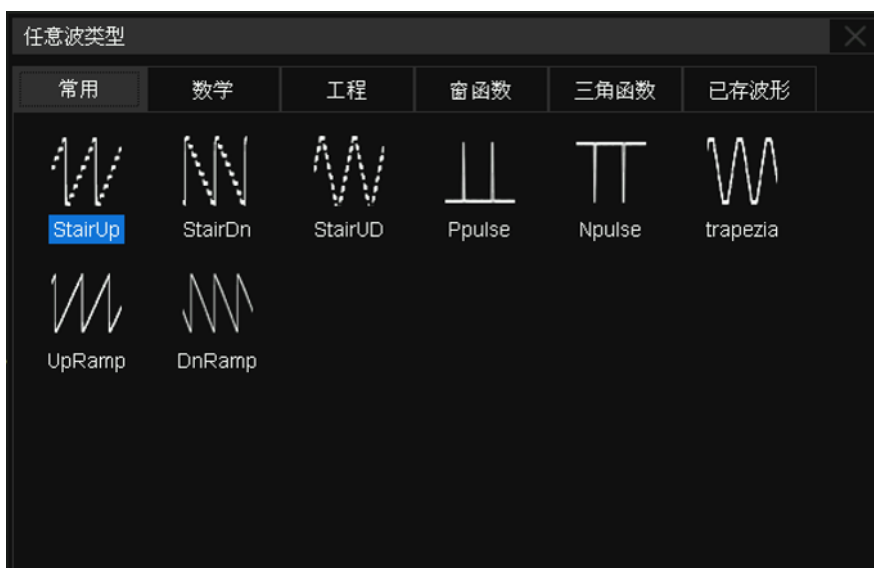 任意波类型
常用 数学 工程 窗函数 三角函数 已存波形
StairUp StairDn StairUD Ppulse Npulse trapezia
UpRamp DnRamp